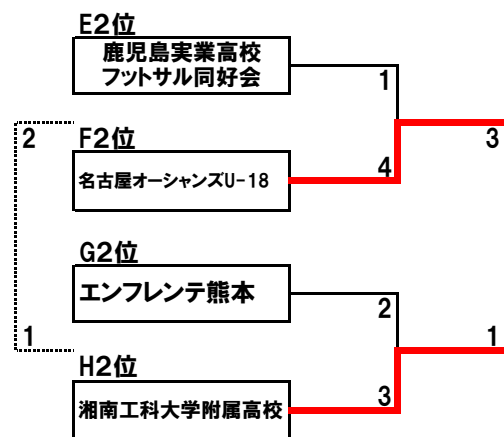 E2位
鹿児島実業高校
フットサル同好会
1
2
F2位
3
名古屋オーシャンズU-18
4
G2位
エンフレンテ熊本
2
1
H2位
1
湘南工科大学附属高校
3